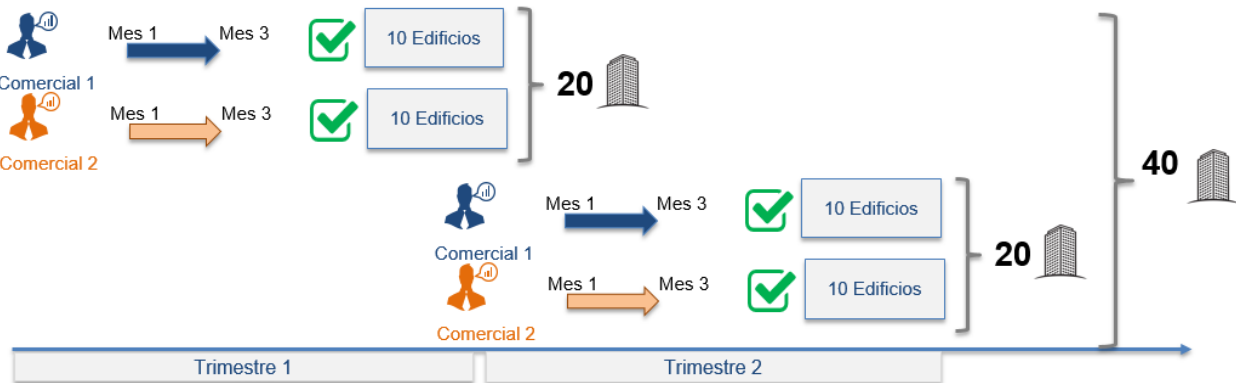 Mes 1
Mes 3
10 Edificios
Comercial 1
20
Mes 1
Mes 3
10 Edificios
Comercial 2
40
Mes 1
Mes 3
10 Edificios
Comercial 1
20
Mes 1
Mes 3
10 Edificios
Comercial 2
Trimestre 1
Trimestre 2